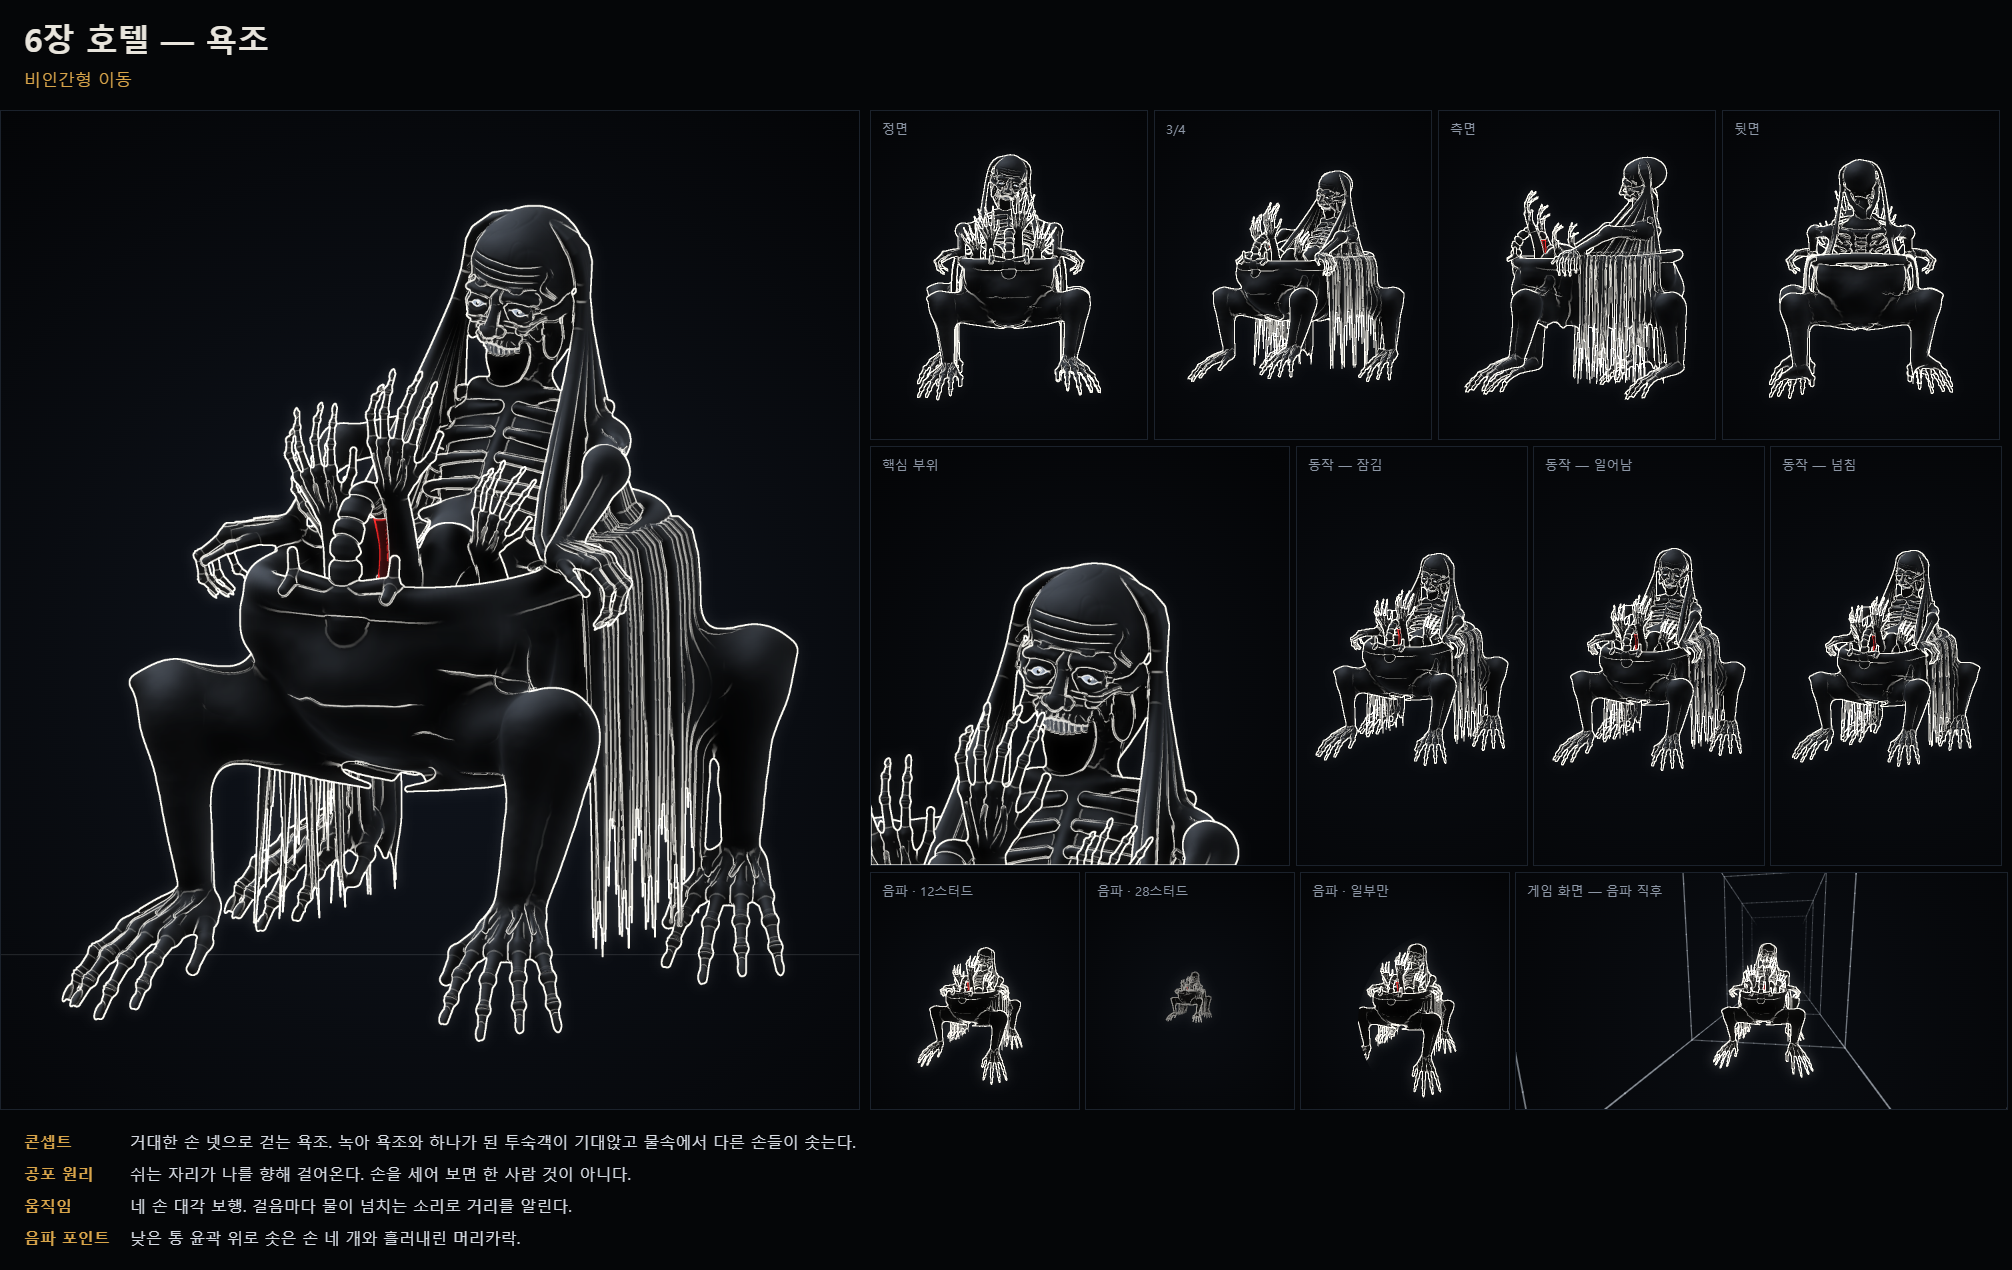 6장 호텔 — 욕조
비인간형 이동
정면
3/4
측면
뒷면
핵심 부위
동작 — 잠김
동작 — 일어남
동작 — 넘침
음파 · 12스터드
음파 · 28스터드
음파 · 일부만
게임 화면 — 음파 직후
콘셉트 거대한 손 넷으로 걷는 욕조. 녹아 욕조와 하나가 된 투숙객이 기대앉고 물속에서 다른 손들이 솟는다.
공포 원리 쉬는 자리가 나를 향해 걸어온다. 손을 세어 보면 한 사람 것이 아니다.
움직임 네 손 대각 보행. 걸음마다 물이 넘치는 소리로 거리를 알린다.
음파 포인트 낮은 통 윤곽 위로 솟은 손 네 개와 흘러내린 머리카락.